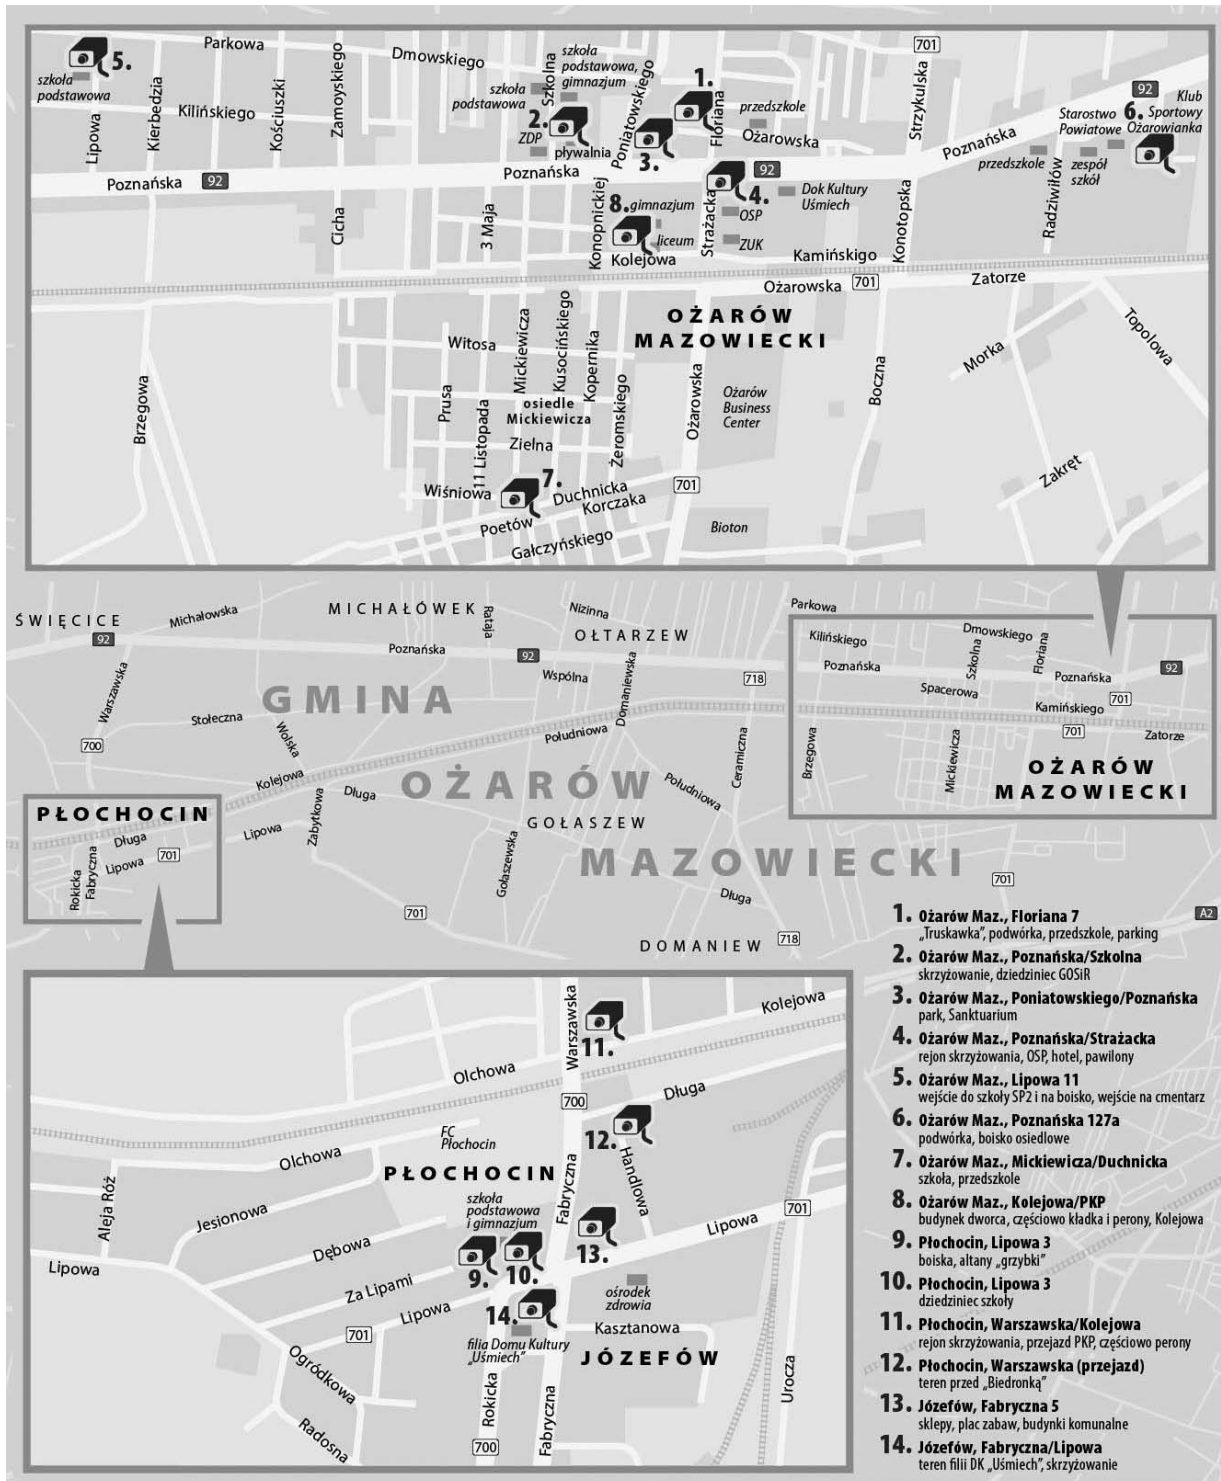 Parkowa
Dmowskiego
szkoła
podstawowa,
gimnazjum
701
5.
szkoła
podstawowa
Kilińskiego
Lipowa
Kierbedzia
Kościuszki
Zamoyskiego
szkoła
podstawowa
Szkolna
2.
ZDP
pływalnia
Poniatowskiego
3.
1.
Floriana
przedszkole
Ożarowska
Strzykulska
92
Klub
Sportowy
Ożarowianka
6.
Starostwo
Powiatowe
Poznańska
przedszkole
zespół
szkół
Radziwiłów
Poznańska
92
Poznańska
92
4.
Dok Kultury
Uśmiech
Cicha
3 Maja
Konopnickiej
8.
gimnazjum
liceum
Kolejowa
Strażacka
OSP
ZUK
Kamińskigo
Konotopska
Ożarowska
701
Zatorze
OŻARÓW
MAZOWIECKI
Topolowa
Morka
Witosa
Mickiewicza
Kusocińskiego
Kopernika
Prusa
osiedle
Mickiewicza
Brzegowa
11 Listopada
Zielna
Żeromskiego
Ożarowska
Ożarów
Business
Center
Boczna
Zakręt
Wiśniowa
7.
Duchnicka
Korczaka
701
Poetów
Gałczyńskiego
Bioton
ŚWIĘCICE
Michałowska
MICHAŁÓWEK
Rataja
Nizinna
OŁTARZEW
Parkowa
92
Poznańska
92
Wspólna
Domaniewska
718
Kilińskiego
Dmowskiego
Szkolna
Floriana
Poznańska
Poznańska
92
Spacerowa
Kamińskiego
701
701
Zatorze
Warszawska
GMINA
Stołeczna
Wolska
700
Południowa
Ceramiczna
Brzegowa
Mickiewicza
OŻARÓW
MAZOWIECKI
Kolejowa
OŻARÓW
Południowa
PŁOCHOCIN
Długa
Lipowa
701
Rokicka
Fabryczna
Lipowa
Zabytkowa
Długa
GOŁASZEW
Gołaszewska
MAZOWIECKI
701
701
Długa
DOMANIEW
718
A2
Warszawska
11.
Kolejowa
Olchowa
700
Długa
FC
Płochocin
12.
Olchowa
PŁOCHOCIN
Handlowa
Aleja Róż
Jesionowa
szkoła
podstawowa
i gimnazjum
Fabryczna
701
Lipowa
Dębowa
13.
Lipowa
9.
10.
Za Lipami
Lipowa
14.
ośrodek
zdrowia
701
filia Domu Kultury
„Uśmiech”
Kasztanowa
JÓZEFÓW
Ogródkowa
Rokicka
Urocza
Radosna
700
Fabryczna
1. Ożarów Maz., Floriana 7
„Truskawka”, podwórka, przedszkole, parking
2. Ożarów Maz., Poznańska/Szkolna
skrzyżowanie, dziedziniec GOSiR
3. Ożarów Maz., Poniatowskiego/Poznańska
park, Sanktuarium
4. Ożarów Maz., Poznańska/Strażacka
rejon skrzyżowania, OSP, hotel, pawilony
5. Ożarów Maz., Lipowa 11
wejście do szkoły SP2 i na boisko, wejście na cmentarz
6. Ożarów Maz., Poznańska 127a
podwórka, boisko osiedlowe
7. Ożarów Maz., Mickiewicza/Duchnicka
szkoła, przedszkole
8. Ożarów Maz., Kolejowa/PKP
budynek dworca, częściowo kładka i perony, Kolejowa
9. Płochocin, Lipowa 3
boiska, altany „grzybki”
10. Płochocin, Lipowa 3
dziedziniec szkoły
11. Płochocin, Warszawska/Kolejowa
rejon skrzyżowania, przejazd PKP, częściowo perony
12. Płochocin, Warszawska (przejazd)
teren przed „Biedronką”
13. Józefów, Fabryczna 5
sklepy, plac zabaw, budynki komunalne
14. Józefów, Fabryczna/Lipowa
teren filii DK „Uśmiech”, skrzyżowanie